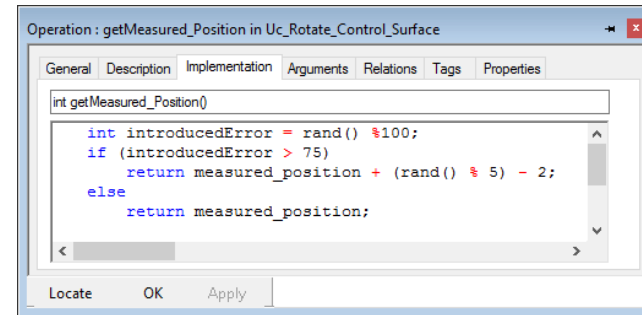 Operation : getMeasured_Position in Uc_Rotate_Control_Surface
General Description Implementation Arguments Relations Tags Properties
int getMeasured_Position()
int introducedError = rand() %100;
if (introducedError > 75)
return measured_position + (rand() % 5) - 2;
else
return measured_position;
Locate OK Apply